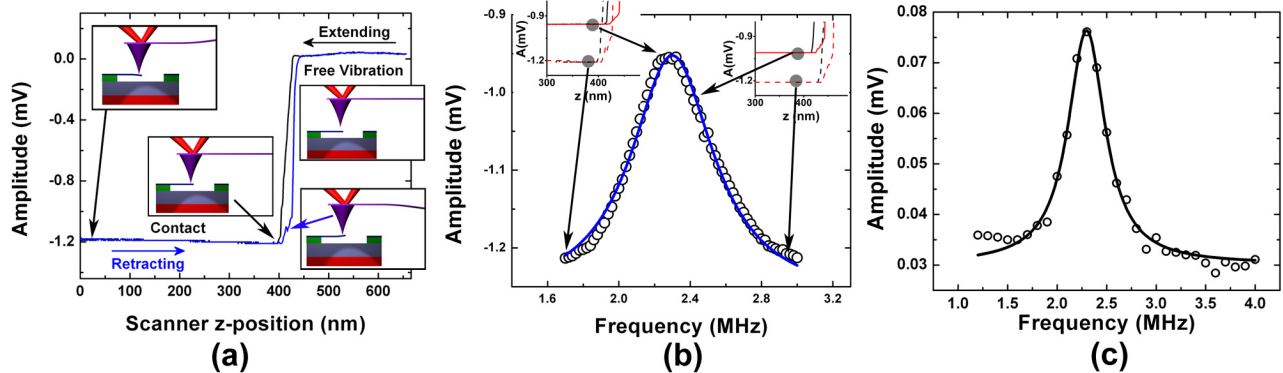 Amplitude (mV)
0.0
-0.4
-0.8
-1.2
Extending
Free Vibration
Contact
Retracting
0 100 200 300 400 500 600
Scanner z-position (nm)
(a)
Amplitude (mV)
-0.9
-1.0
-1.1
-1.2
A(mV)
-0.9
-1.2
300 400
z (nm)
A(mV)
-0.9
-1.2
300 400
z (nm)
1.6 2.0 2.4 2.8 3.2
Frequency (MHz)
(b)
Amplitude (mV)
0.08
0.07
0.06
0.05
0.04
0.03
1.0 1.5 2.0 2.5 3.0 3.5 4.0
Frequency (MHz)
(c)